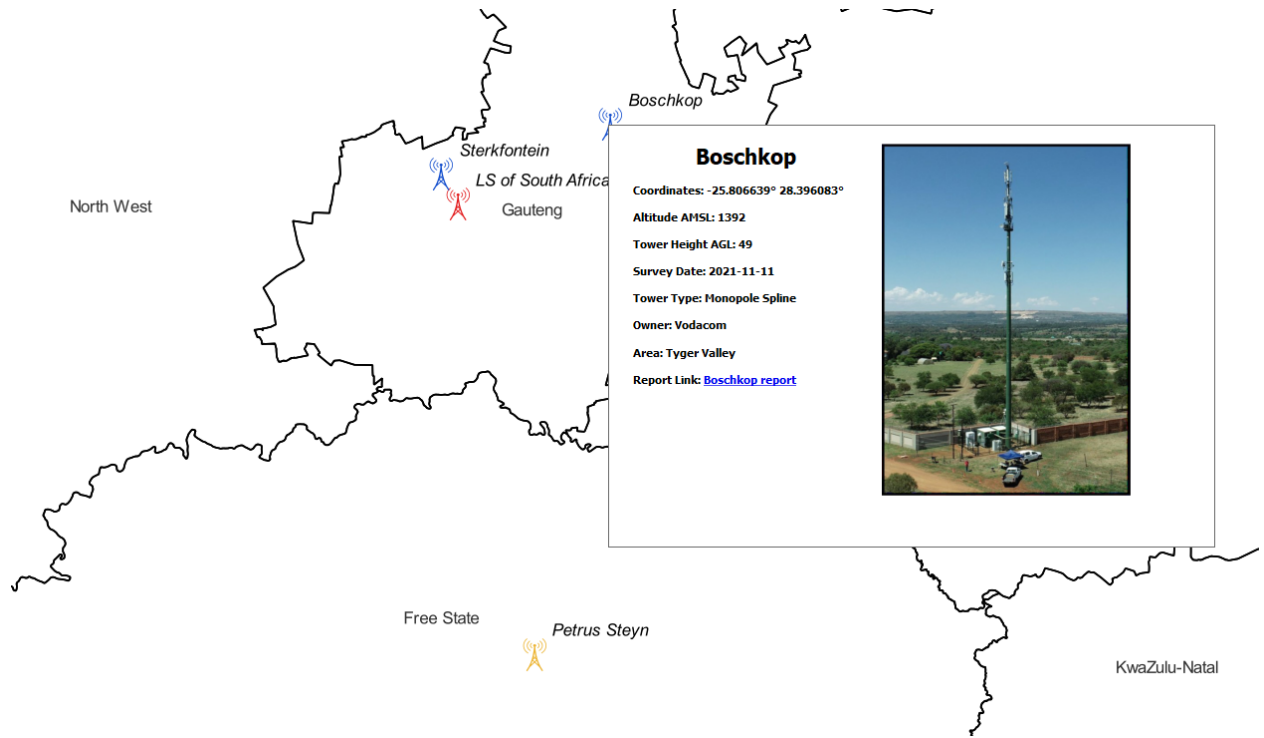 Boschkop
Sterkfontein
LS of South Africa
North West
Gauteng
Boschkop
Coordinates: -25.806639° 28.396083°
Altitude AMSL: 1392
Tower Height AGL: 49
Survey Date: 2021-11-11
Tower Type: Monopole Spline
Owner: Vodacom
Area: Tyger Valley
Report Link: Boschkop report
Free State
Petrus Steyn
KwaZulu-Natal